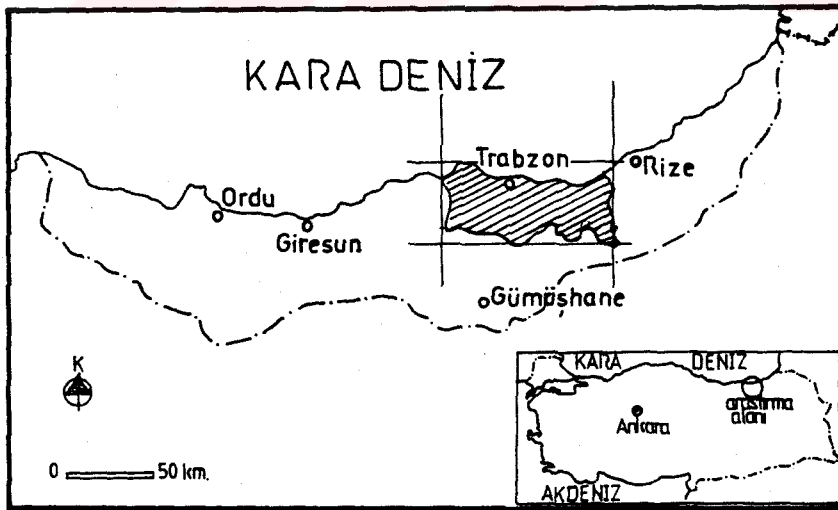 KARA DENİZ
Trabzon
Rize
Ordu
Giresun
Gümüşhane
K
0 50 km.
KARA DENİZ
araştırma
alanı
Ankara
AKDENİZ